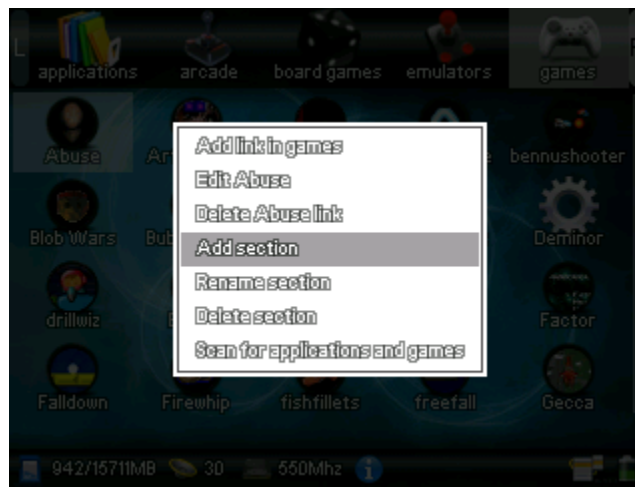 L
applications arcade board games emulators games
Abuse bennushooter
Add link in games
Edit Abuse
Delete Abuse link
Blob Wars Deminor
Add section
Rename section
drillwiz Factor
Delete section
Scan for applications and games
Falldown Firewhip fishfillets freefall Gecca
942/15711MB 30 550Mhz